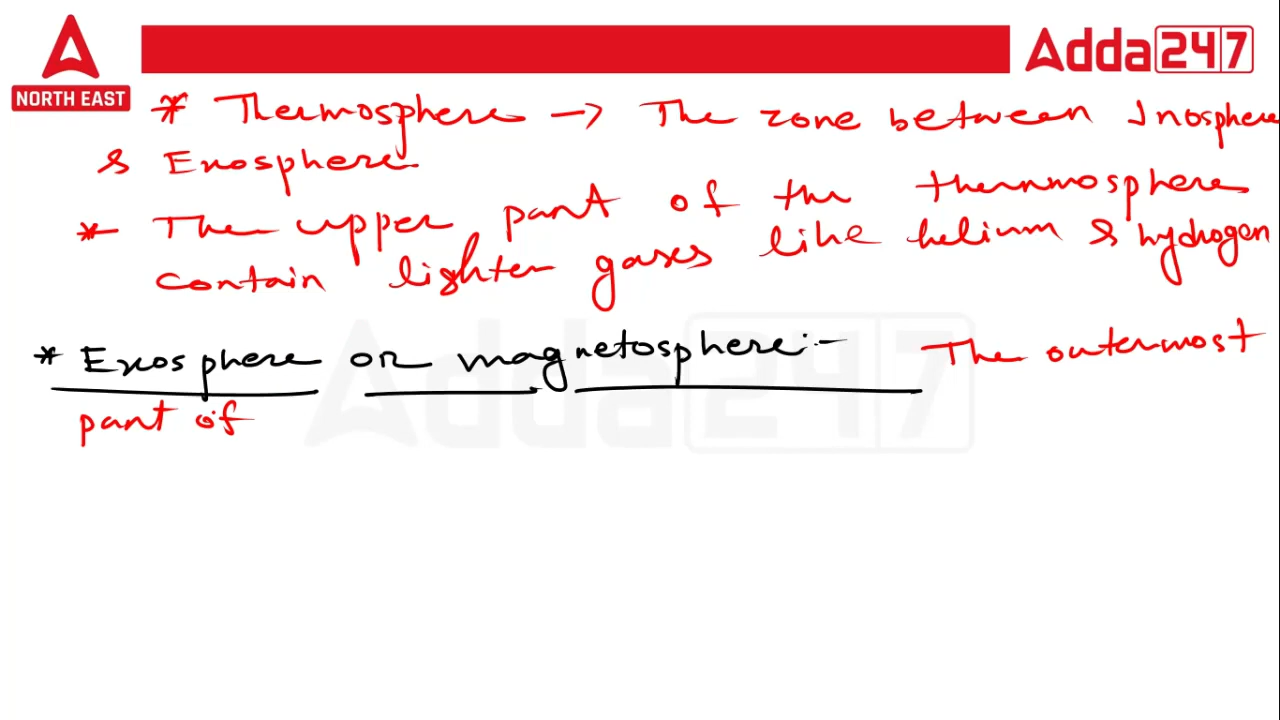 NORTH EAST
Adda247
* Thermosphere → The zone between Inosphere
& Exosphere
* The upper part of the thermosphere
contain lighter gases like helium & hydrogen
* Exosphere or magnetosphere:- The outermost
part of
Adda247